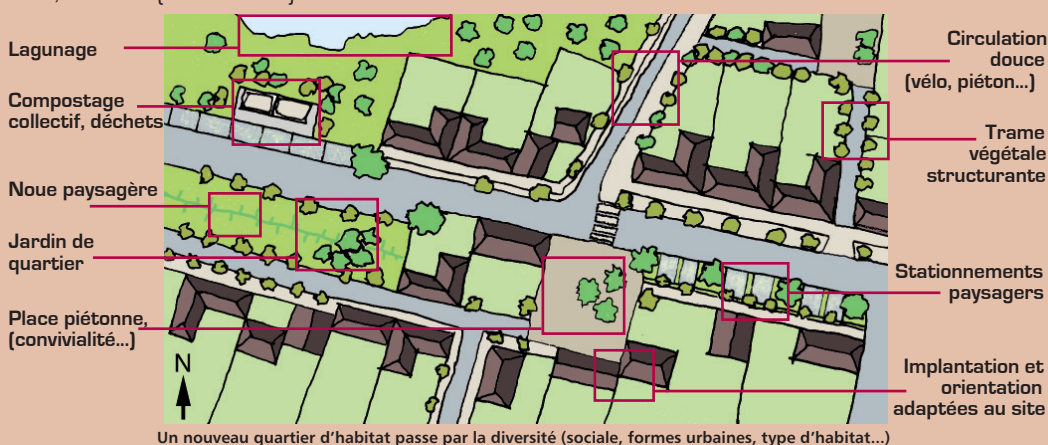 Lagunage
Compostage
collectif, déchets
Noue paysagère
Jardin de
quartier
Place piétonne,
(convivialité...)
N
Circulation
douce
(vélo, piéton...)
Trame
végétale
structurante
Stationnements
paysagers
Implantation et
orientation
adaptées au site
Un nouveau quartier d'habitat passe par la diversité (sociale, formes urbaines, type d'habitat...)